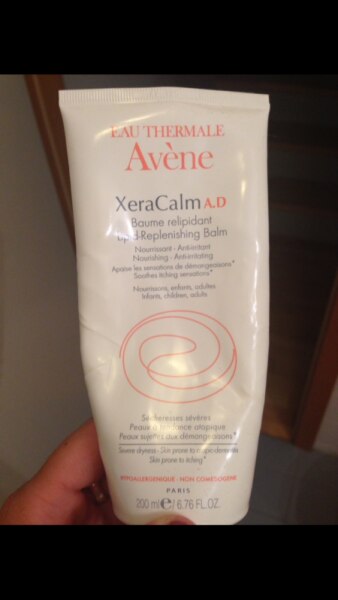 EAU THERMALE
Avène
XeraCalm A.D
Baume relipidant
Lipid-Replenishing Balm
Nourrissant - Anti-irritant
Nourishing - Anti-irritating
Apaise les sensations de démangeaisons*
Soothes itching sensations*
Nourrissons, enfants, adultes
Infants, children, adults
Sécheresses sévères
Peaux à tendance atopique
Peaux sujettes aux démangeaisons*
Severe dryness - Skin prone to atopic dermatitis
Skin prone to itching*
HYPOALLERGÉNIQUE - NON COMÉDOGÈNE
PARIS
200 ml ℮ / 6.76 FL.OZ.